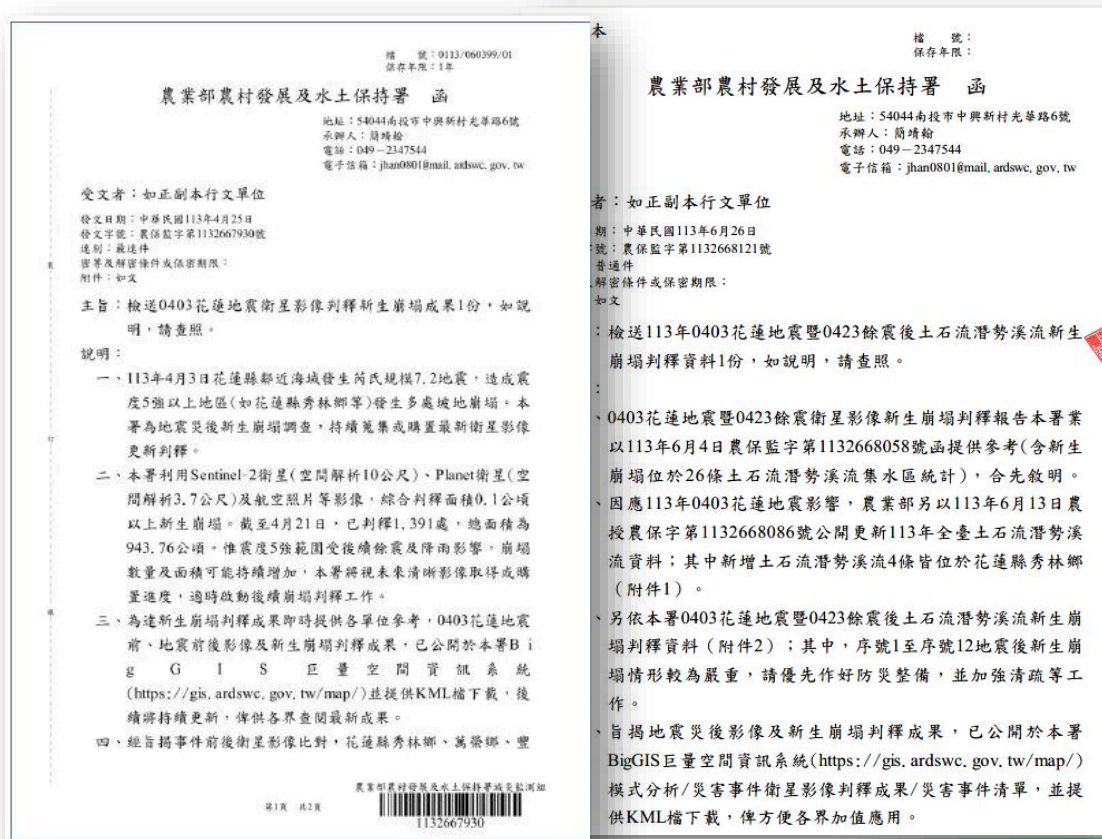 檔　　號：0113/060399/01
保存年限：1年
農業部農村發展及水土保持署　函
地址：54044南投市中興新村光華路6號
承辦人：簡靖翰
電話：049－2347544
電子信箱：jhan0801@mail.ardswc.gov.tw
受文者：如正副本行文單位
發文日期：中華民國113年4月25日
發文字號：農保監字第1132667930號
速別：最速件
密等及解密條件或保密期限：
附件：如文
主旨：檢送0403花蓮地震衛星影像判釋新生崩塌成果1份，如說
明，請查照。
說明：
一、113年4月3日花蓮縣鄰近海域發生芮氏規模7.2地震，造成震
度5強以上地區(如花蓮縣秀林鄉等)發生多處坡地崩塌。本
署為地震災後新生崩塌調查，持續蒐集或購置最新衛星影像
更新判釋。
二、本署利用Sentinel-2衛星(空間解析10公尺)、Planet衛星(空
間解析3.7公尺)及航空照片等影像，綜合判釋面積0.1公頃
以上新生崩塌。截至4月21日，已判釋1,391處，總面積為
943.76公頃。惟震度5強範圍受後續餘震及降雨影響，崩塌
數量及面積可能持續增加，本署將視未來清晰影像取得或購
置進度，適時啟動後續崩塌判釋工作。
三、為達新生崩塌判釋成果即時提供各單位參考，0403花蓮地震
前、地震前後影像及新生崩塌判釋成果，已公開於本署B i
g G I S 巨 量 空 間 資 訊 系 統
(https://gis.ardswc.gov.tw/map/)並提供KML檔下載，後
續將持續更新，俾供各界查閱最新成果。
四、經旨揭事件前後衛星影像比對，花蓮縣秀林鄉、萬榮鄉、豐
農業部農村發展及水土保持署減災監測組
第1頁　共2頁
1132667930
裝
訂
線
本
檔　　號：
保存年限：
農業部農村發展及水土保持署　函
地址：54044南投市中興新村光華路6號
承辦人：簡靖翰
電話：049－2347544
電子信箱：jhan0801@mail.ardswc.gov.tw
者：如正副本行文單位
期：中華民國113年6月26日
號：農保監字第1132668121號
普通件
解密條件或保密期限：
如文
：檢送113年0403花蓮地震暨0423餘震後土石流潛勢溪流新生
崩塌判釋資料1份，如說明，請查照。
：
、0403花蓮地震暨0423餘震衛星影像新生崩塌判釋報告本署業
以113年6月4日農保監字第1132668058號函提供參考(含新生
崩塌位於26條土石流潛勢溪流集水區統計)，合先敘明。
、因應113年0403花蓮地震影響，農業部另以113年6月13日農
授農保字第1132668086號公開更新113年全臺土石流潛勢溪
流資料；其中新增土石流潛勢溪流4條皆位於花蓮縣秀林鄉
（附件1）。
、另依本署0403花蓮地震暨0423餘震後土石流潛勢溪流新生崩
塌判釋資料（附件2）；其中，序號1至序號12地震後新生崩
塌情形較為嚴重，請優先作好防災整備，並加強清疏等工
作。
、旨揭地震災後影像及新生崩塌判釋成果，已公開於本署
BigGIS巨量空間資訊系統(https://gis.ardswc.gov.tw/map/)
模式分析/災害事件衛星影像判釋成果/災害事件清單，並提
供KML檔下載，俾方便各界加值應用。